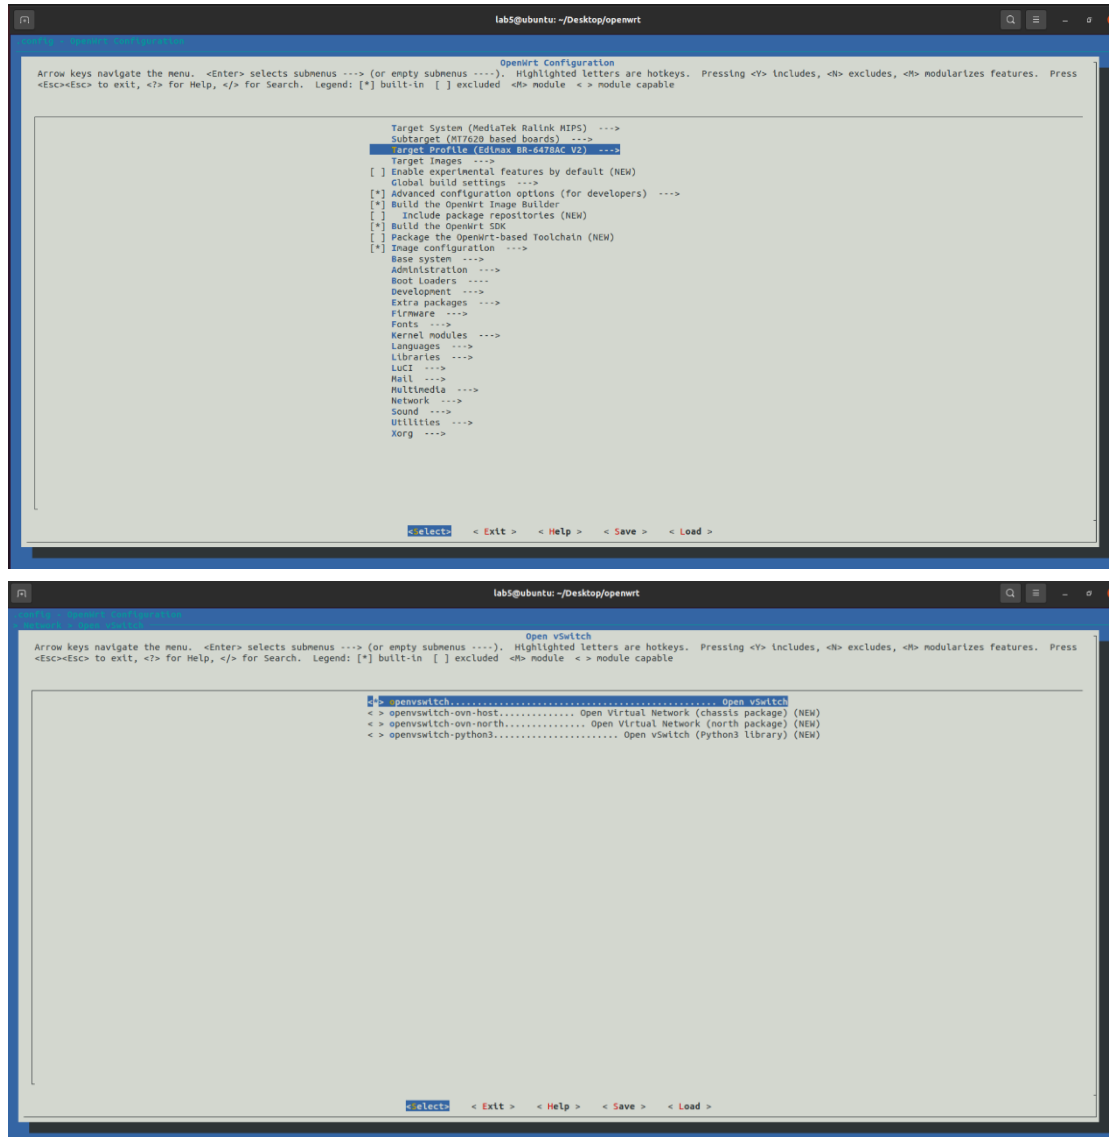 lab5@ubuntu: ~/Desktop/openwrt
.config - OpenWrt Configuration
OpenWrt Configuration
Arrow keys navigate the menu. <Enter> selects submenus ---> (or empty submenus ----). Highlighted letters are hotkeys. Pressing <Y> includes, <N> excludes, <M> modularizes features. Press
<Esc><Esc> to exit, <?> for Help, </> for Search. Legend: [*] built-in [ ] excluded <M> module < > module capable
Target System (MediaTek Ralink MIPS) --->
Subtarget (MT7620 based boards) --->
Target Profile (Edimax BR-6478AC V2) --->
Target Images --->
[ ] Enable experimental features by default (NEW)
Global build settings --->
[*] Advanced configuration options (for developers) --->
[*] Build the OpenWrt Image Builder
[ ] Include package repositories (NEW)
[*] Build the OpenWrt SDK
[ ] Package the OpenWrt-based Toolchain (NEW)
[*] Image configuration --->
Base system --->
Administration --->
Boot Loaders ----
Development --->
Extra packages --->
Firmware --->
Fonts --->
Kernel modules --->
Languages --->
Libraries --->
LuCI --->
Mail --->
Multimedia --->
Network --->
Sound --->
Utilities --->
Xorg --->
<Select> < Exit > < Help > < Save > < Load >
lab5@ubuntu: ~/Desktop/openwrt
.config - OpenWrt Configuration
> Network > Open vSwitch
Open vSwitch
Arrow keys navigate the menu. <Enter> selects submenus ---> (or empty submenus ----). Highlighted letters are hotkeys. Pressing <Y> includes, <N> excludes, <M> modularizes features. Press
<Esc><Esc> to exit, <?> for Help, </> for Search. Legend: [*] built-in [ ] excluded <M> module < > module capable
<*> openvswitch................................................. Open vSwitch
< > openvswitch-ovn-host.............. Open Virtual Network (chassis package) (NEW)
< > openvswitch-ovn-north............... Open Virtual Network (north package) (NEW)
< > openvswitch-python3....................... Open vSwitch (Python3 library) (NEW)
<Select> < Exit > < Help > < Save > < Load >